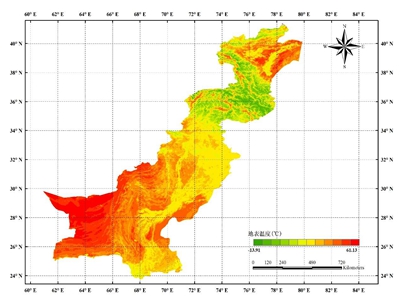 60° E 62° E 64° E 66° E 68° E 70° E 72° E 74° E 76° E 78° E 80° E 82° E 84° E
40° N 40° N
38° N 38° N
36° N 36° N
34° N 34° N
32° N 32° N
30° N 30° N
28° N 28° N
26° N 26° N
24° N 24° N
N
W E
S
地表温度(℃)
-13.91 61.13
0 120 240 480 720
Kilometers
60° E 62° E 64° E 66° E 68° E 70° E 72° E 74° E 76° E 78° E 80° E 82° E 84° E